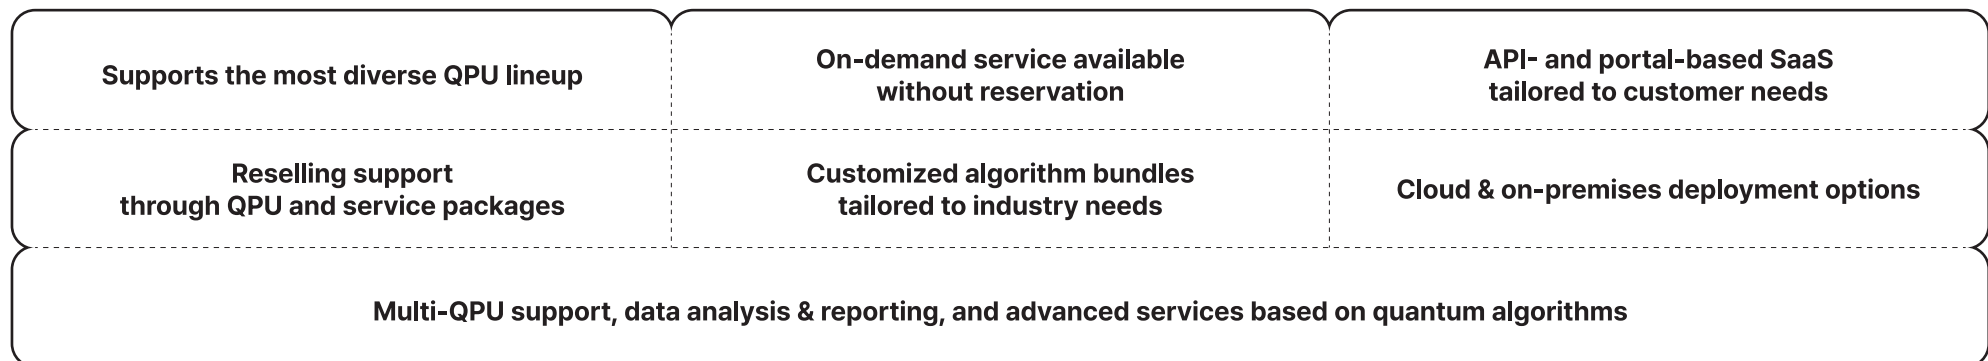 Supports the most diverse QPU lineup
On-demand service available
without reservation
API- and portal-based SaaS
tailored to customer needs
Reselling support
through QPU and service packages
Customized algorithm bundles
tailored to industry needs
Cloud & on-premises deployment options
Multi-QPU support, data analysis & reporting, and advanced services based on quantum algorithms